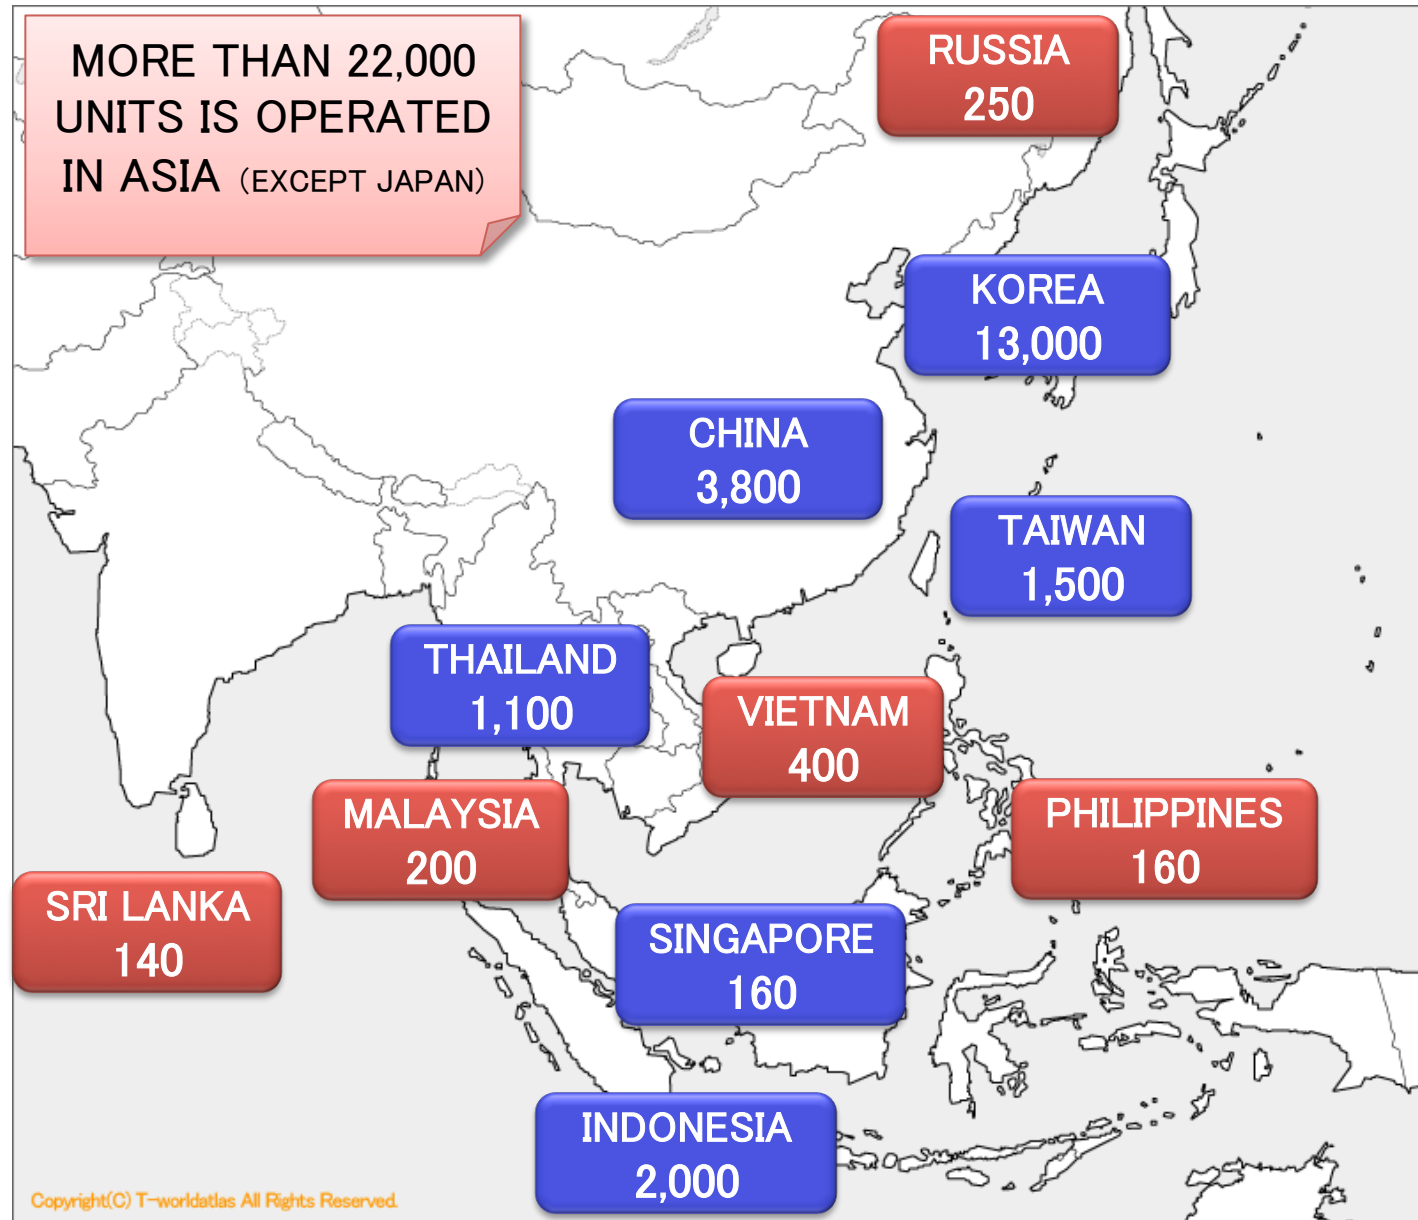 MORE THAN 22,000
UNITS IS OPERATED
IN ASIA (EXCEPT JAPAN)
RUSSIA
250
KOREA
13,000
CHINA
3,800
TAIWAN
1,500
THAILAND
1,100
VIETNAM
400
MALAYSIA
200
PHILIPPINES
160
SRI LANKA
140
SINGAPORE
160
INDONESIA
2,000
Copyright(C) T-worldatlas All Rights Reserved.